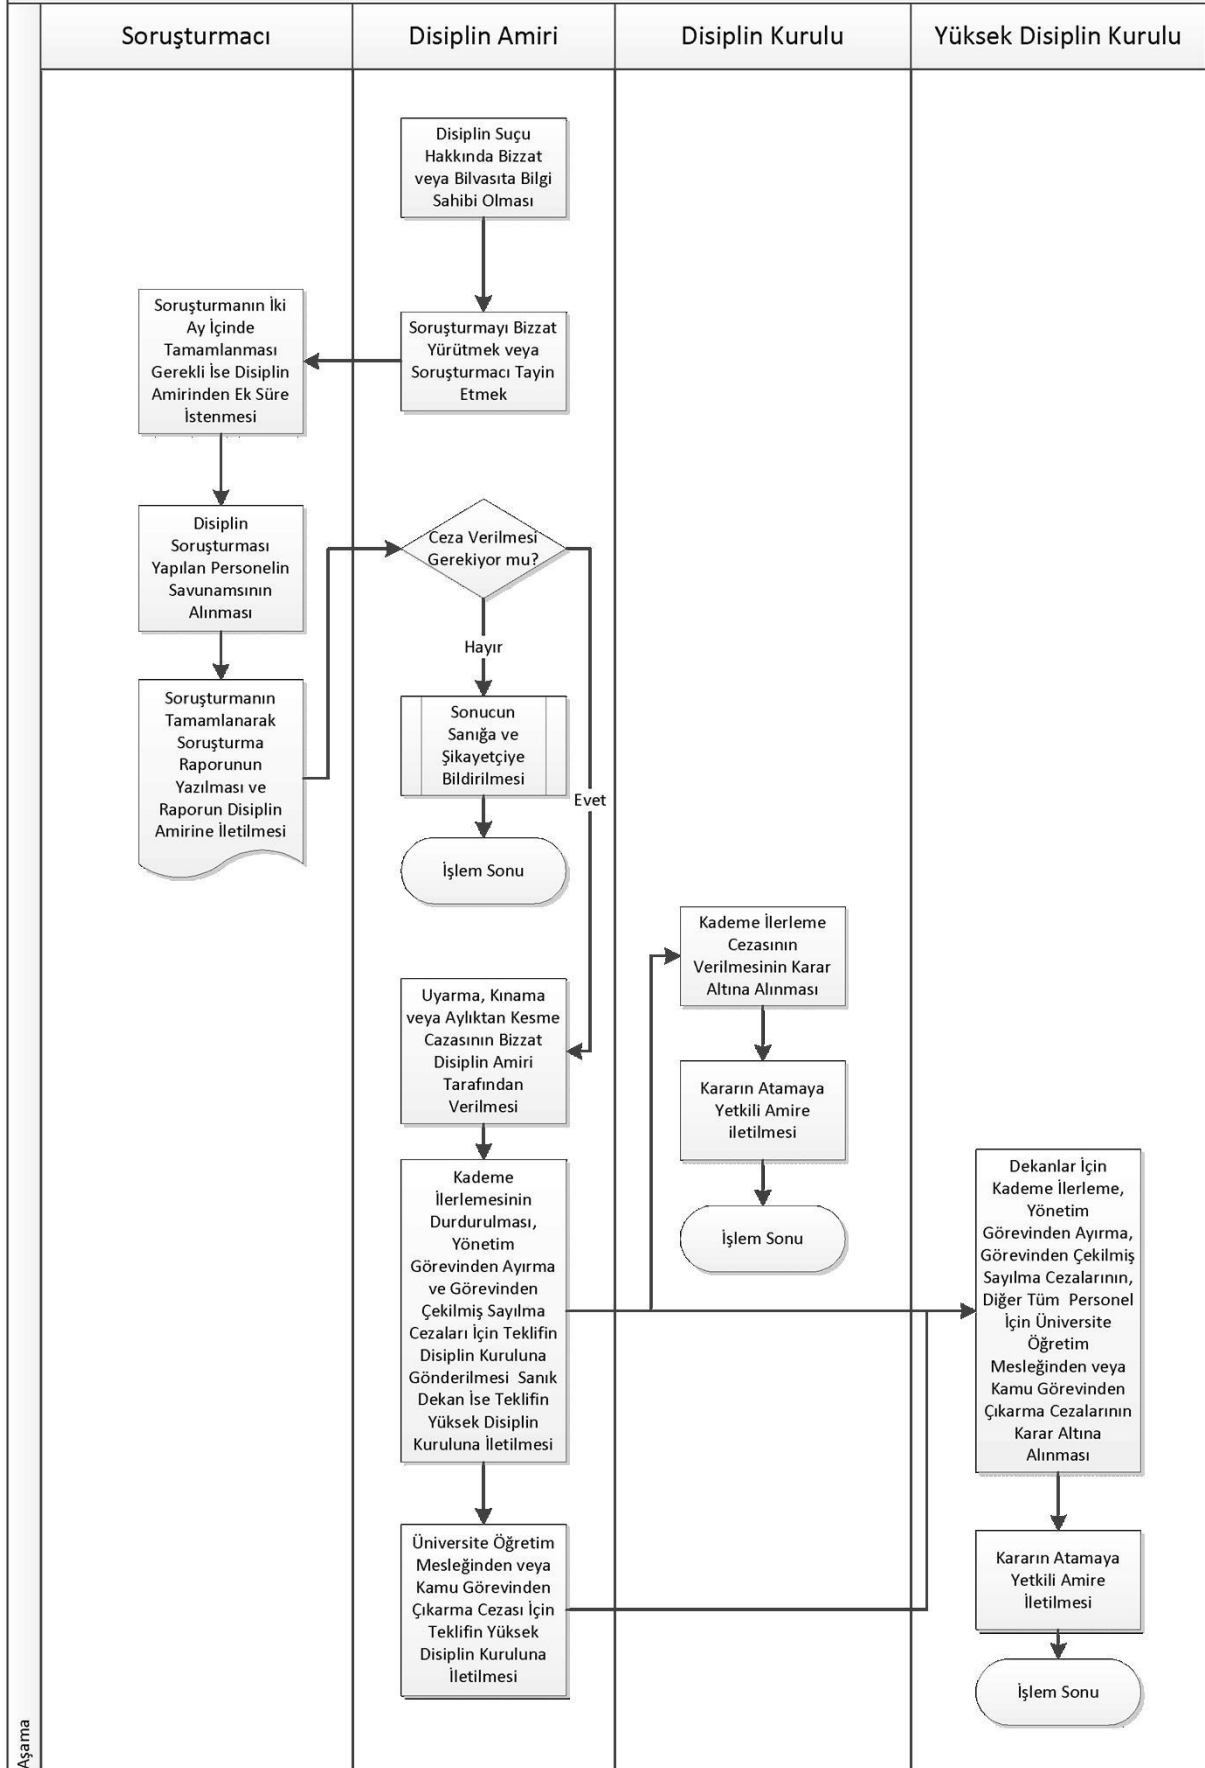 Soruşturmacı
Disiplin Amiri
Disiplin Kurulu
Yüksek Disiplin Kurulu
Disiplin Suçu
Hakkında Bizzat
veya Bilvasıta Bilgi
Sahibi Olması
Soruşturmayı Bizzat
Yürütmek veya
Soruşturmacı Tayin
Etmek
Soruşturmanın İki
Ay İçinde
Tamamlanması
Gerekli İse Disiplin
Amirinden Ek Süre
İstenmesi
Disiplin
Soruşturması
Yapılan Personelin
Savunamsının
Alınması
Soruşturmanın
Tamamlanarak
Soruşturma
Raporunun
Yazılması ve
Raporun Disiplin
Amirine İletilmesi
Ceza Verilmesi
Gerekiyor mu?
Hayır
Sonucun
Sanığa ve
Şikayetçiye
Bildirilmesi
Evet
İşlem Sonu
Uyarma, Kınama
veya Aylıktan Kesme
Cazasının Bizzat
Disiplin Amiri
Tarafından
Verilmesi
Kademe
İlerlemesinin
Durdurulması,
Yönetim
Görevinden Ayırma
ve Görevinden
Çekilmiş Sayılma
Cezaları İçin Teklifin
Disiplin Kuruluna
Gönderilmesi  Sanık
Dekan İse Teklifin
Yüksek Disiplin
Kuruluna İletilmesi
Üniversite Öğretim
Mesleğinden veya
Kamu Görevinden
Çıkarma Cezası İçin
Teklifin Yüksek
Disiplin Kuruluna
İletilmesi
Kademe İlerleme
Cezasının
Verilmesinin Karar
Altına Alınması
Kararın Atamaya
Yetkili Amire
iletilmesi
İşlem Sonu
Dekanlar İçin
Kademe İlerleme,
Yönetim
Görevinden Ayırma,
Görevinden Çekilmiş
Sayılma Cezalarının,
Diğer Tüm  Personel
İçin Üniversite
Öğretim
Mesleğinden veya
Kamu Görevinden
Çıkarma Cezalarının
Karar Altına
Alınması
Kararın Atamaya
Yetkili Amire
İletilmesi
İşlem Sonu
Aşama